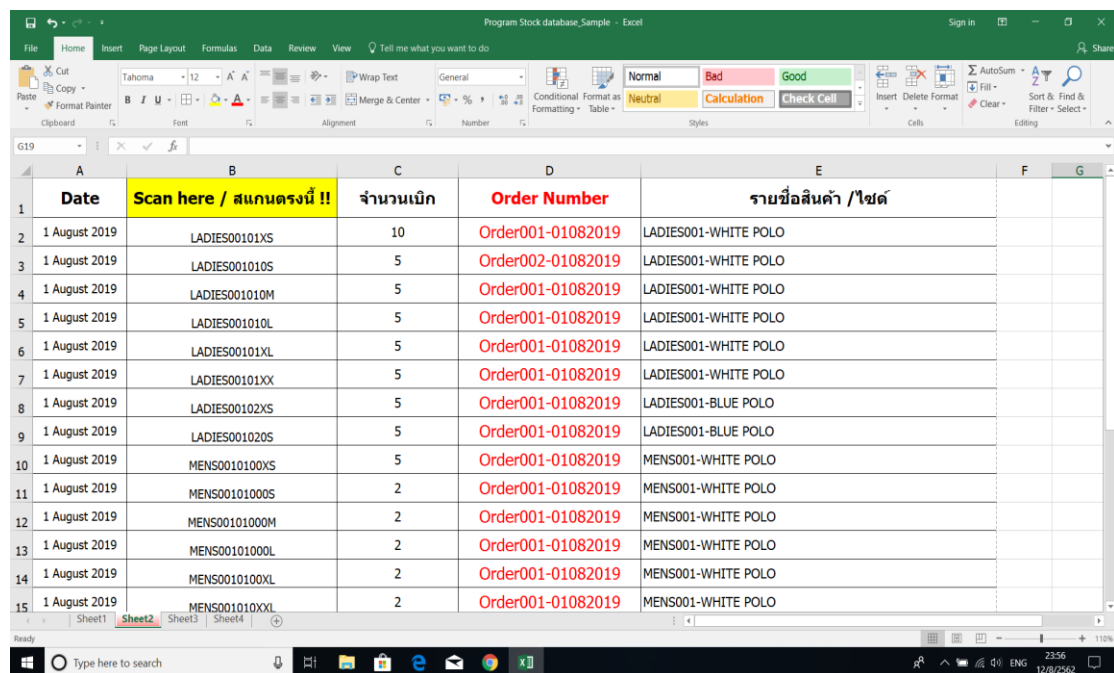 Program Stock database_Sample - Excel
Sign in
File Home Insert Page Layout Formulas Data Review View Tell me what you want to do Share
Paste Cut Copy Format Painter Clipboard
Tahoma 12 B I U Font
Wrap Text Merge & Center Alignment
General Number
Conditional Formatting Format as Table Normal Bad Good Neutral Calculation Check Cell Styles
Insert Delete Format Cells
AutoSum Fill Clear Sort & Filter Find & Select Editing
G19 fx
A B C D E F G
1 Date Scan here / สแกนตรงนี้ !! จำนวนเบิก Order Number รายชื่อสินค้า /ไซด์
2 1 August 2019 LADIES00101XS 10 Order001-01082019 LADIES001-WHITE POLO
3 1 August 2019 LADIES001010S 5 Order002-01082019 LADIES001-WHITE POLO
4 1 August 2019 LADIES001010M 5 Order001-01082019 LADIES001-WHITE POLO
5 1 August 2019 LADIES001010L 5 Order001-01082019 LADIES001-WHITE POLO
6 1 August 2019 LADIES00101XL 5 Order001-01082019 LADIES001-WHITE POLO
7 1 August 2019 LADIES00101XX 5 Order001-01082019 LADIES001-WHITE POLO
8 1 August 2019 LADIES00102XS 5 Order001-01082019 LADIES001-BLUE POLO
9 1 August 2019 LADIES001020S 5 Order001-01082019 LADIES001-BLUE POLO
10 1 August 2019 MENS0010100XS 5 Order001-01082019 MENS001-WHITE POLO
11 1 August 2019 MENS00101000S 2 Order001-01082019 MENS001-WHITE POLO
12 1 August 2019 MENS00101000M 2 Order001-01082019 MENS001-WHITE POLO
13 1 August 2019 MENS00101000L 2 Order001-01082019 MENS001-WHITE POLO
14 1 August 2019 MENS0010100XL 2 Order001-01082019 MENS001-WHITE POLO
15 1 August 2019 MENS001010XXL 2 Order001-01082019 MENS001-WHITE POLO
Sheet1 Sheet2 Sheet3 Sheet4
Ready 110%
Type here to search ENG 23:56
12/8/2562